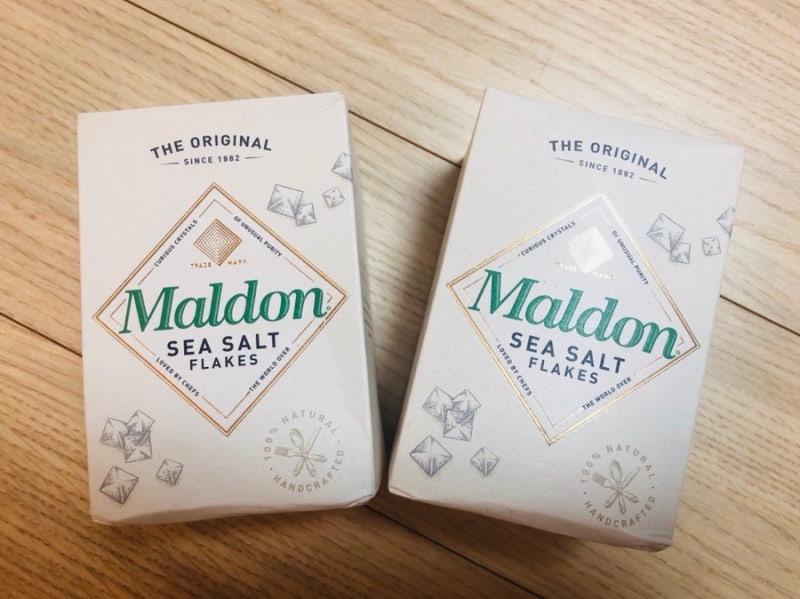 THE ORIGINAL
SINCE 1882
CURIOUS CRYSTALS
OF UNUSUAL PURITY
TRADE MARK
Maldon®
SEA SALT
FLAKES
LOVED BY CHEFS
THE WORLD OVER
100% NATURAL
HANDCRAFTED
THE ORIGINAL
SINCE 1882
CURIOUS CRYSTALS
OF UNUSUAL PURITY
TRADE MARK
Maldon®
SEA SALT
FLAKES
LOVED BY CHEFS
THE WORLD OVER
100% NATURAL
HANDCRAFTED